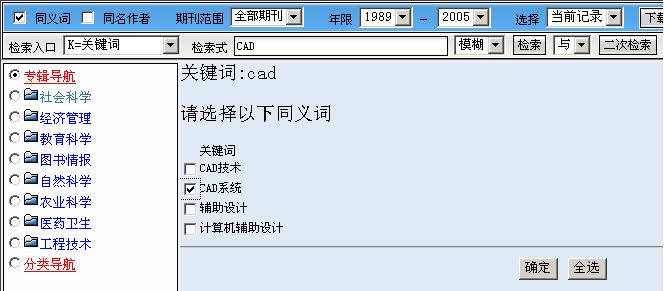 同义词 同名作者 期刊范围 全部期刊 年限 1989 - 2005 选择 当前记录 下载
检索入口 K=关键词 检索式 CAD 模糊 检索 与 二次检索
专辑导航
社会科学
经济管理
教育科学
图书情报
自然科学
农业科学
医药卫生
工程技术
分类导航
关键词:cad
请选择以下同义词
关键词
CAD技术
CAD系统
辅助设计
计算机辅助设计
确定 全选